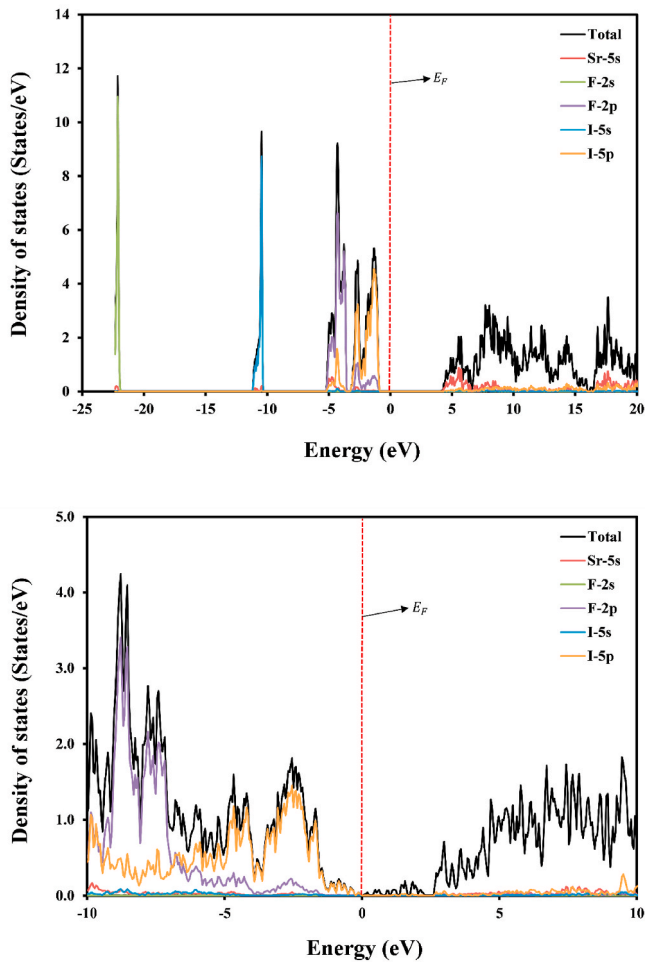 14
12
10
8
6
4
2
0
Density of states (States/eV)
-25 -20 -15 -10 -5 0 5 10 15 20
Energy (eV)
E_F
Total
Sr-5s
F-2s
F-2p
I-5s
I-5p
5.0
4.0
3.0
2.0
1.0
0.0
Density of states (States/eV)
-10 -5 0 5 10
Energy (eV)
E_F
Total
Sr-5s
F-2s
F-2p
I-5s
I-5p